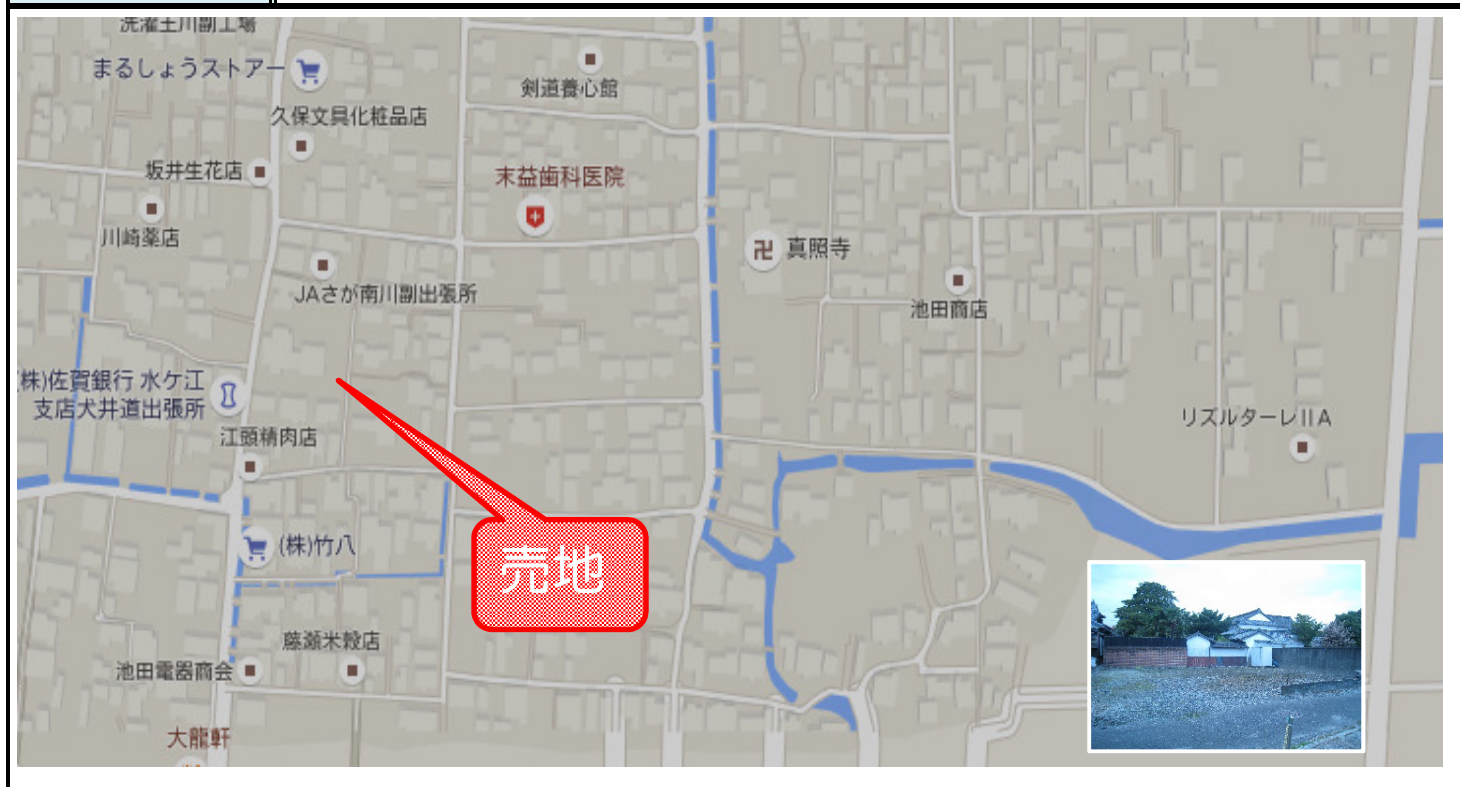 洗濯王川副工場
まるしょうストアー
剣道養心館
久保文具化粧品店
坂井生花店
末益歯科医院
川崎薬店
真照寺
JAさが南川副出張所
池田商店
(株)佐賀銀行 水ケ江
支店犬井道出張所
リズルターレIIA
江頭精肉店
(株)竹八
売地
藤瀬米穀店
池田電器商会
大龍軒